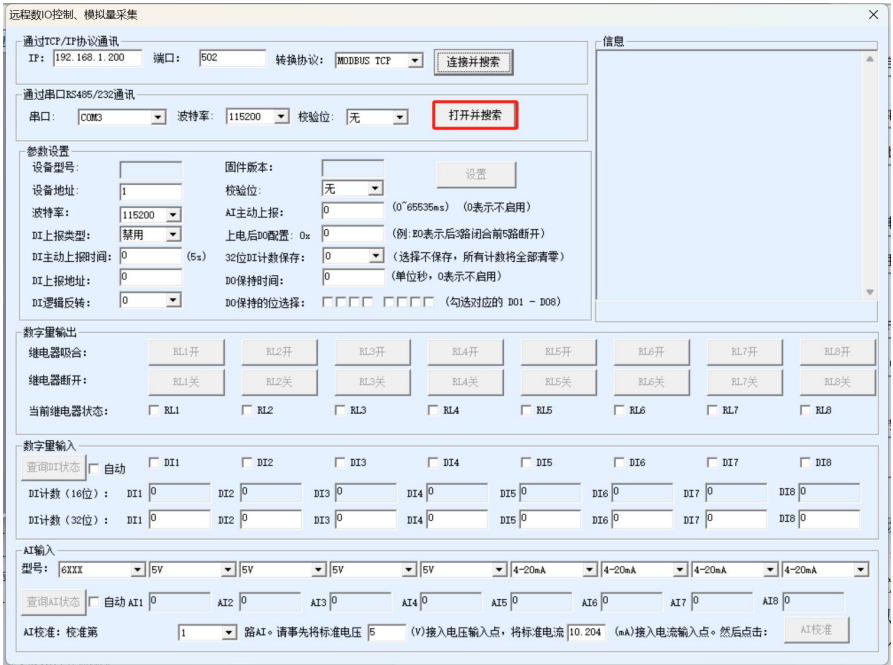 远程数IO控制、模拟量采集
通过TCP/IP协议通讯
IP: 192.168.1.200 端口: 502 转换协议: MODBUS TCP 连接并搜索
通过串口RS485/232通讯
串口: COM3 波特率: 115200 校验位: 无 打开并搜索
信息
参数设置
设备型号: 固件版本: 设置
设备地址: 1 校验位: 无
波特率: 115200 AI主动上报: 0 (0~65535ms) (0表示不启用)
DI上报类型: 禁用 上电后DO配置: 0x 0 (例:E0表示后3路闭合前5路断开)
DI主动上报时间: 0 (5s) 32位DI计数保存: 0 (选择不保存,所有计数将全部清零)
DI上报地址: 0 DO保持时间: 0 (单位秒,0表示不启用)
DI逻辑反转: 0 DO保持的位选择: (勾选对应的 DO1 - DO8)
数字量输出
继电器吸合: RL1开 RL2开 RL3开 RL4开 RL5开 RL6开 RL7开 RL8开
继电器断开: RL1关 RL2关 RL3关 RL4关 RL5关 RL6关 RL7关 RL8关
当前继电器状态: RL1 RL2 RL3 RL4 RL5 RL6 RL7 RL8
数字量输入
查询DI状态 自动 DI1 DI2 DI3 DI4 DI5 DI6 DI7 DI8
DI计数(16位): DI1 0 DI2 0 DI3 0 DI4 0 DI5 0 DI6 0 DI7 0 DI8 0
DI计数(32位): DI1 0 DI2 0 DI3 0 DI4 0 DI5 0 DI6 0 DI7 0 DI8 0
AI输入
型号: 6XXX 5V 5V 5V 5V 4-20mA 4-20mA 4-20mA 4-20mA
查询AI状态 自动 AI1 0 AI2 0 AI3 0 AI4 0 AI5 0 AI6 0 AI7 0 AI8 0
AI校准: 校准第 1 路AI。请事先将标准电压 5 (V)接入电压输入点,将标准电流 10.204 (mA)接入电流输入点。然后点击: AI校准